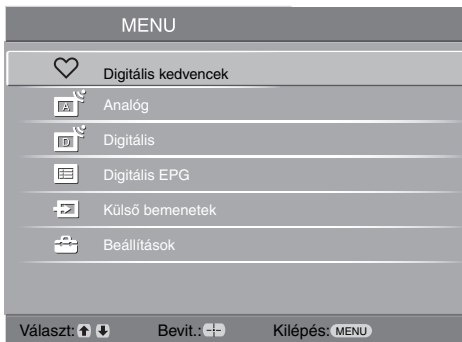 MENU
Digitális kedvencek
A Analóg
D Digitális
Digitális EPG
Külső bemenetek
Beállítások
Választ: Bevit.: Kilépés: MENU